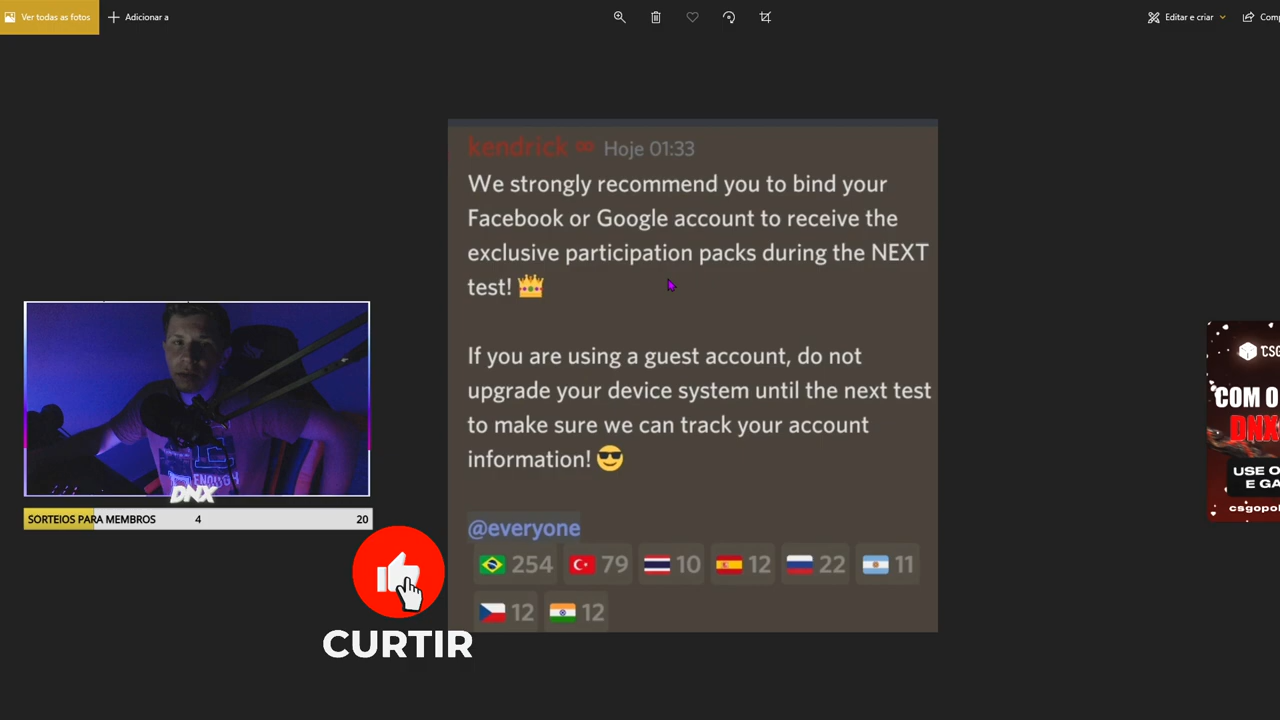 Ver todas as fotos
Adicionar a
Editar e criar
kendrick Hoje 01:33
We strongly recommend you to bind your
Facebook or Google account to receive the
exclusive participation packs during the NEXT
test! 👑
If you are using a guest account, do not
upgrade your device system until the next test
to make sure we can track your account
information! 😎
@everyone
254 79 10 12 22 11
12 12
DNX
SORTEIOS PARA MEMBROS 4 20
CURTIR
COM O
DNX
USE O
E GA
csgopol